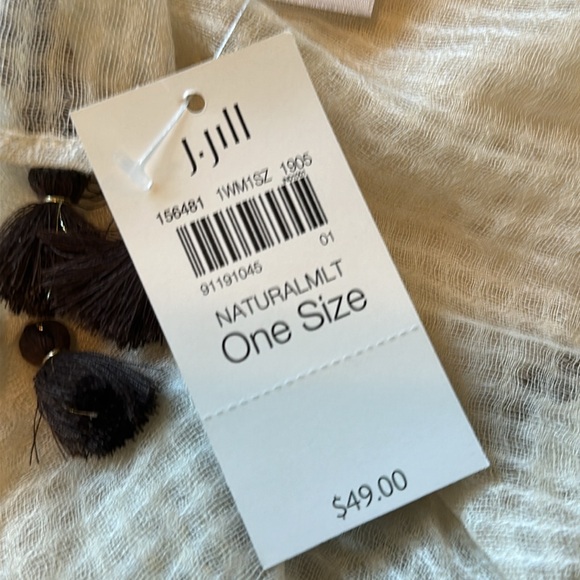 J.Jill
156481 1WM1SZ 1905
91191045 01
NATURALMLT
One Size
$49.00